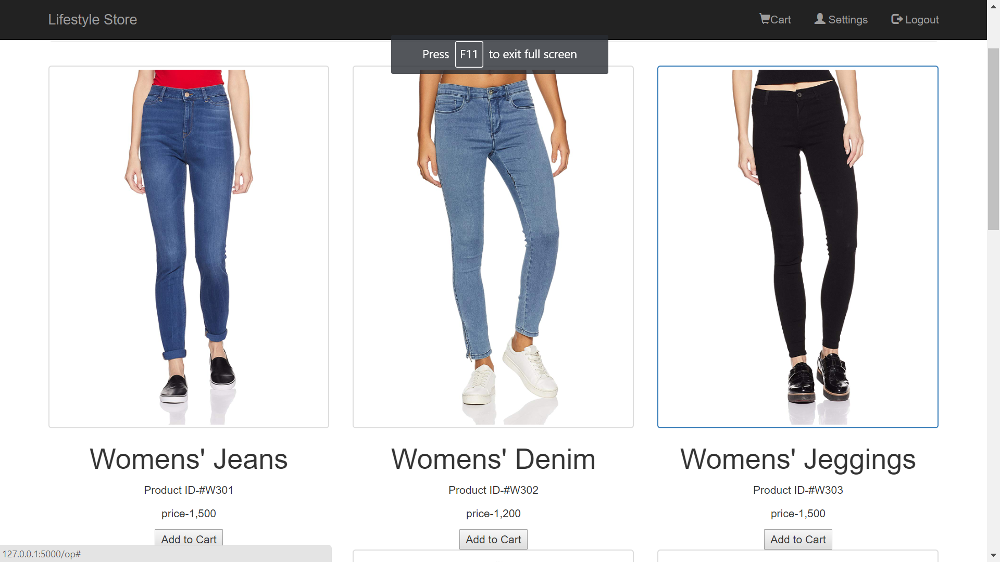 Lifestyle Store
Cart Settings Logout
Press F11 to exit full screen
Womens' Jeans
Product ID-#W301
price-1,500
Add to Cart
Womens' Denim
Product ID-#W302
price-1,200
Add to Cart
Womens' Jeggings
Product ID-#W303
price-1,500
Add to Cart
127.0.0.1:5000/op#